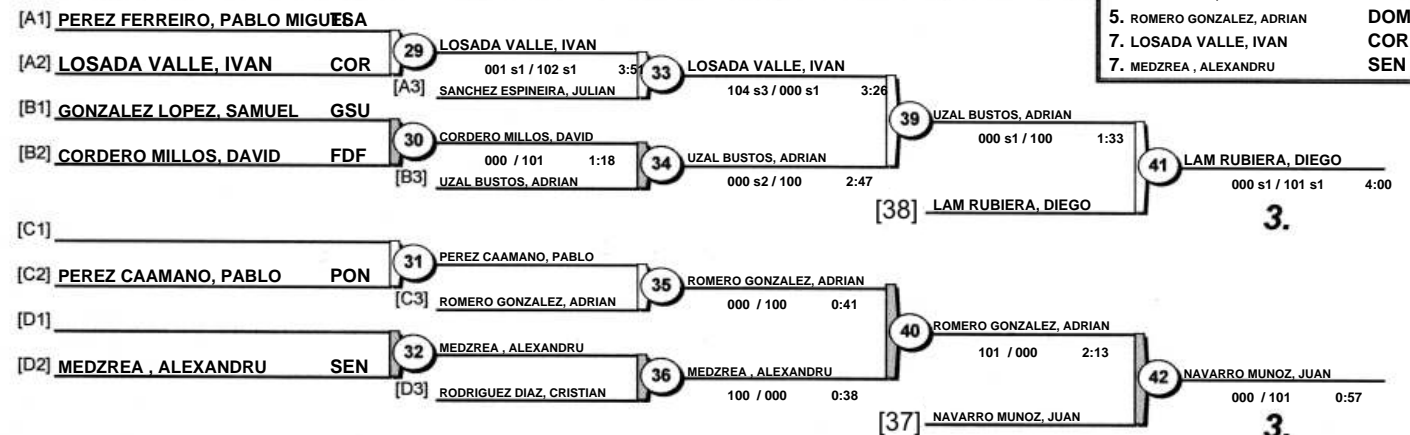 5. ROMERO GONZALEZ, ADRIAN DOM
7. LOSADA VALLE, IVAN COR
7. MEDZREA , ALEXANDRU SEN
[A1] PEREZ FERREIRO, PABLO MIGUEL TSA
29 LOSADA VALLE, IVAN
[A2] LOSADA VALLE, IVAN COR
001 s1 / 102 s1 3:51
33 LOSADA VALLE, IVAN
[A3] SANCHEZ ESPINEIRA, JULIAN
104 s3 / 000 s1 3:26
[B1] GONZALEZ LOPEZ, SAMUEL GSU
39 UZAL BUSTOS, ADRIAN
30 CORDERO MILLOS, DAVID
000 s1 / 100 1:33
[B2] CORDERO MILLOS, DAVID FDF
000 / 101 1:18
34 UZAL BUSTOS, ADRIAN
41 LAM RUBIERA, DIEGO
[B3] UZAL BUSTOS, ADRIAN
000 s2 / 100 2:47
000 s1 / 101 s1 4:00
[38] LAM RUBIERA, DIEGO
3.
[C1]
31 PEREZ CAAMANO, PABLO
[C2] PEREZ CAAMANO, PABLO PON
35 ROMERO GONZALEZ, ADRIAN
[C3] ROMERO GONZALEZ, ADRIAN
000 / 100 0:41
[D1]
40 ROMERO GONZALEZ, ADRIAN
32 MEDZREA , ALEXANDRU
101 / 000 2:13
[D2] MEDZREA , ALEXANDRU SEN
36 MEDZREA , ALEXANDRU
42 NAVARRO MUNOZ, JUAN
[D3] RODRIGUEZ DIAZ, CRISTIAN
100 / 000 0:38
000 / 101 0:57
[37] NAVARRO MUNOZ, JUAN
3.